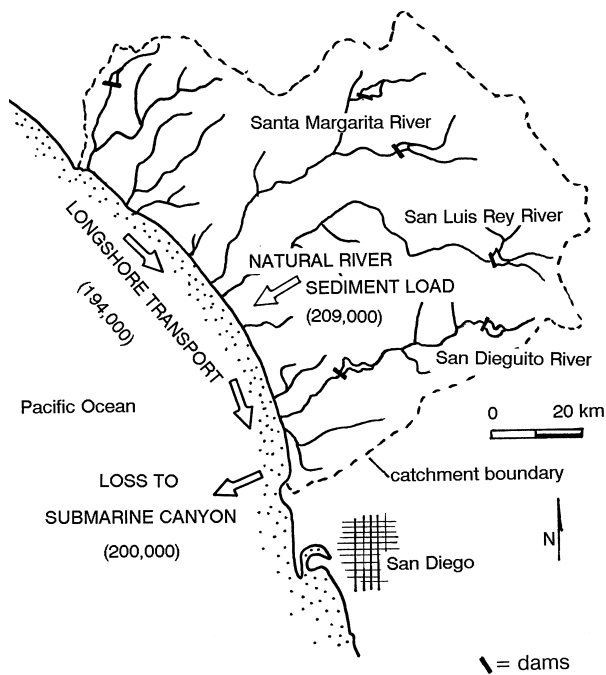 Santa Margarita River
San Luis Rey River
LONGSHORE TRANSPORT
(194,000)
NATURAL RIVER
SEDIMENT LOAD
(209,000)
San Dieguito River
Pacific Ocean
0 20 km
catchment boundary
LOSS TO
SUBMARINE CANYON
(200,000)
N
San Diego
= dams